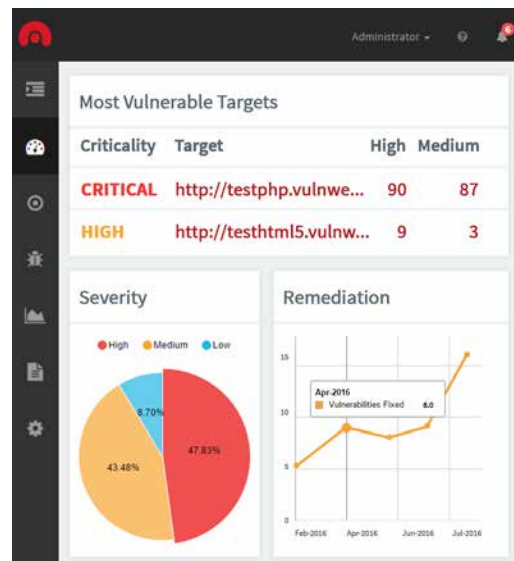 Administrator
6
Most Vulnerable Targets
Criticality Target High Medium
CRITICAL http://testphp.vulnwe... 90 87
HIGH http://testhtml5.vulnw... 9 3
Severity
High Medium Low
8.70%
47.83%
43.48%
Remediation
15
Apr-2016
Vulnerabilities Fixed 8.0
10
5
0
Feb-2016 Apr-2016 Jun-2016 Jul-2016